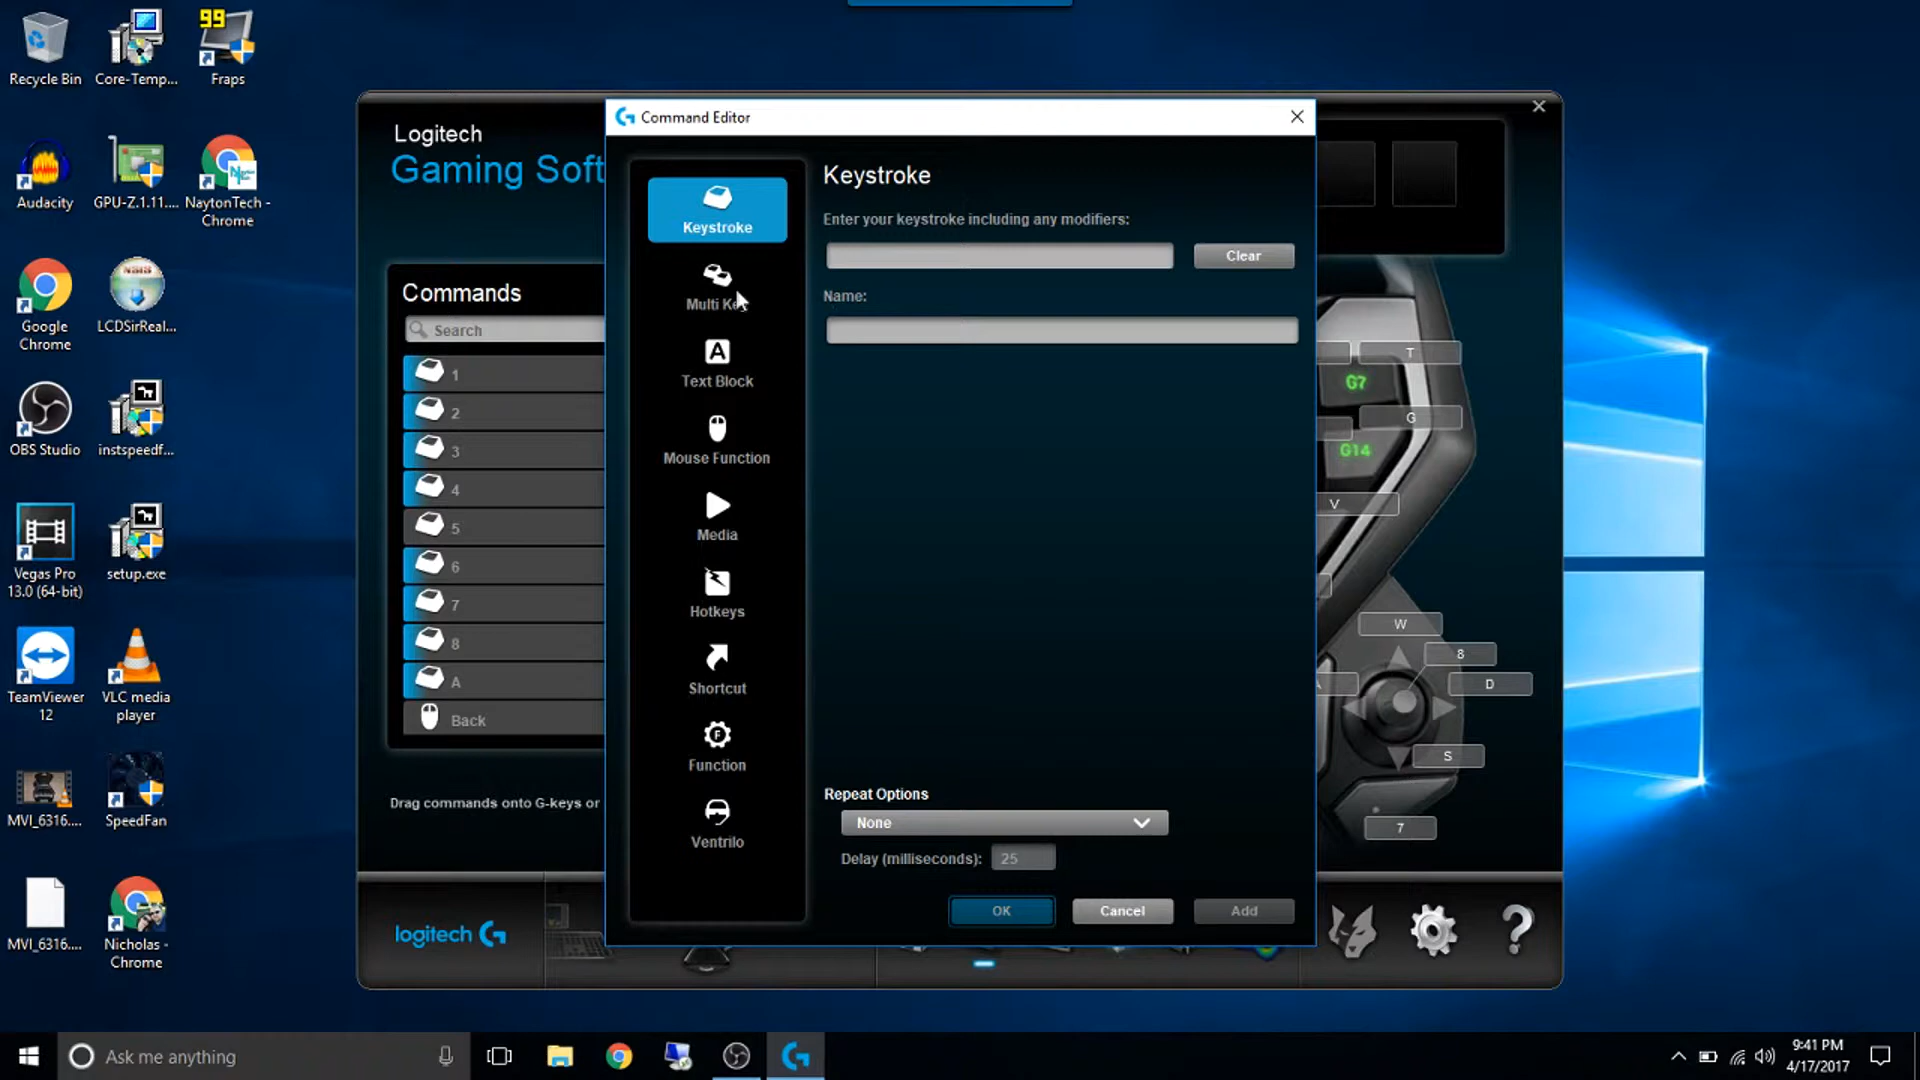 Recycle Bin
Core-Temp...
99
Fraps
Audacity
GPU-Z.1.11....
NaytonTech -
Chrome
Google
Chrome
LCDSirReal...
OBS Studio
instspeedf...
Vegas Pro
13.0 (64-bit)
setup.exe
TeamViewer
12
VLC media
player
MVI_6316....
SpeedFan
MVI_6316....
Nicholas -
Chrome
Logitech
Gaming Soft
Commands
Search
1
2
3
4
5
6
7
8
A
Back
Drag commands onto G-keys or
logitech
Command Editor
Keystroke
Multi Key
Text Block
Mouse Function
Media
Hotkeys
Shortcut
Function
Ventrilo
Keystroke
Enter your keystroke including any modifiers:
Clear
Name:
Repeat Options
None
Delay (milliseconds):
25
OK
Cancel
Add
T
G7
G
G14
V
W
8
D
S
7
Ask me anything
9:41 PM
4/17/2017